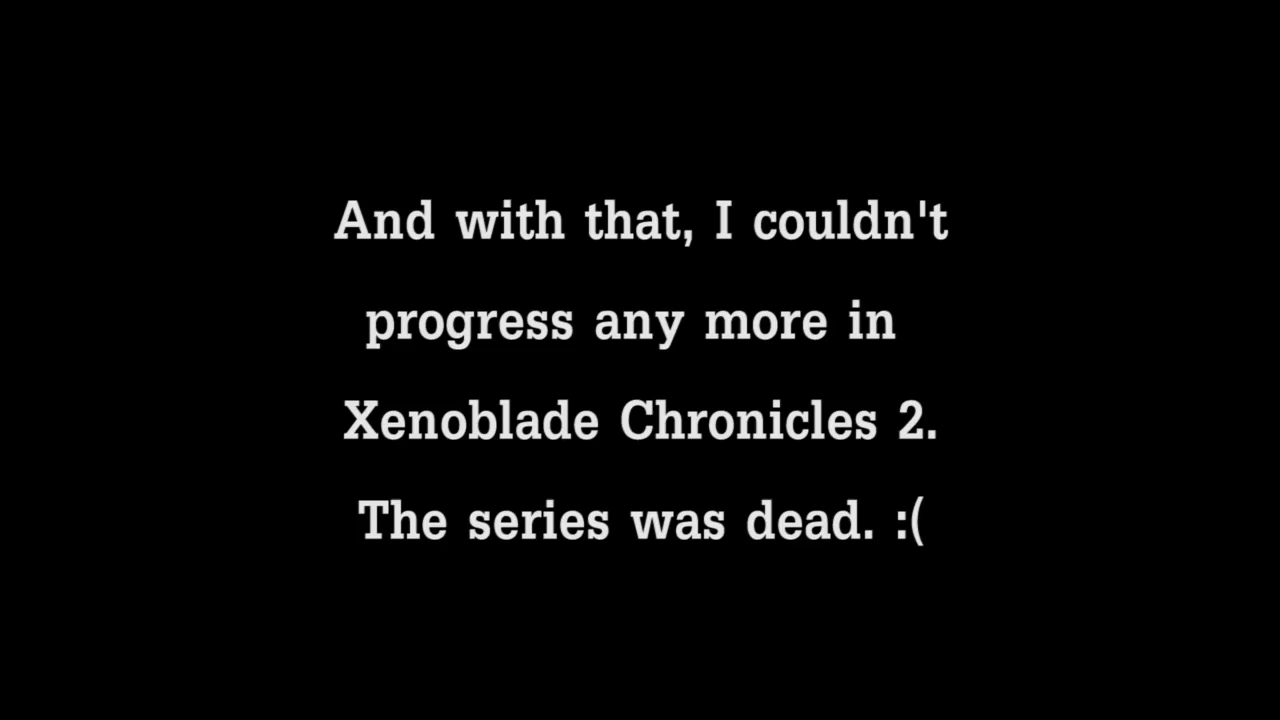 And with that, I couldn't
progress any more in
Xenoblade Chronicles 2.
The series was dead. :(